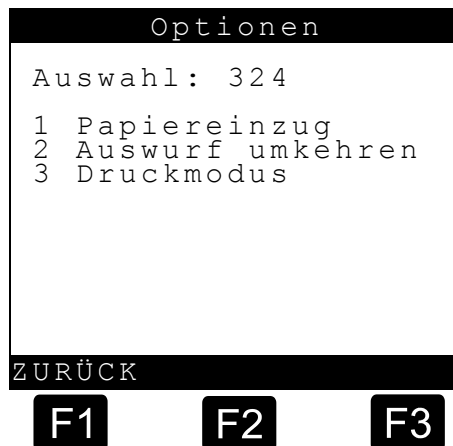 Optionen
Auswahl: 324
1 Papiereinzug
2 Auswurf umkehren
3 Druckmodus
ZURÜCK
F1 F2 F3